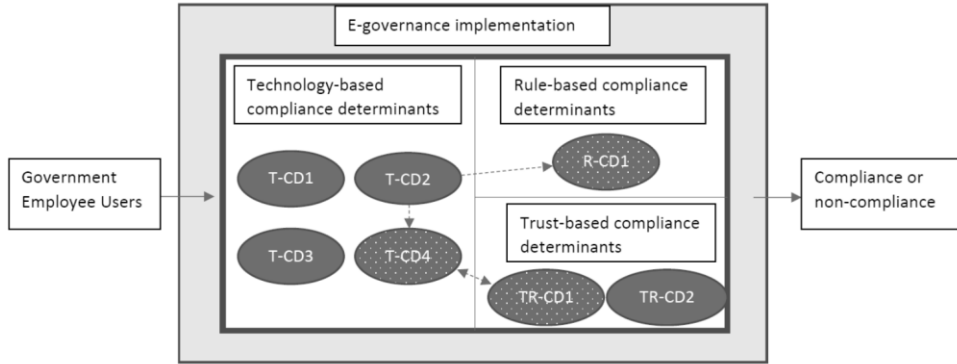 E-governance implementation
Technology-based
compliance determinants
Rule-based compliance
determinants
T-CD1
T-CD2
R-CD1
Government
Employee Users
Compliance or
non-compliance
Trust-based compliance
determinants
T-CD3
T-CD4
TR-CD1
TR-CD2